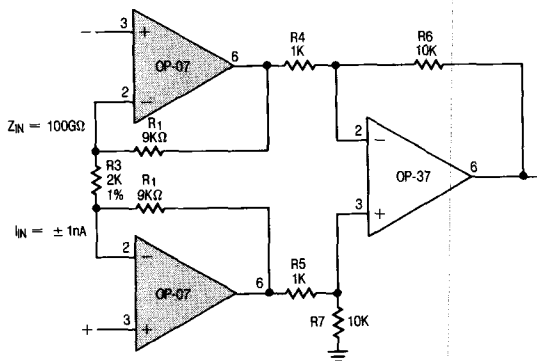 −
3
OP-07
6
2
−
R4
1K
R6
10K
ZIN = 100GΩ
R1
9KΩ
R3
2K
1%
R1
9KΩ
IIN = ± 1nA
2
−
OP-37
6
3
+
2
−
OP-07
6
+
3
+
R5
1K
R7
10K